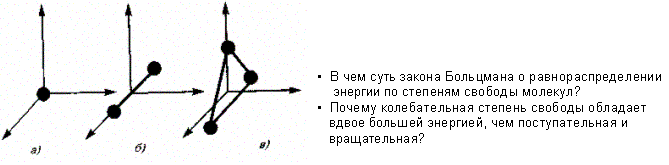 • В чем суть закона Больцмана о равнораспределении
энергии по степеням свободы молекул?
• Почему колебательная степень свободы обладает
вдвое большей энергией, чем поступательная и
вращательная?
а) б) в)